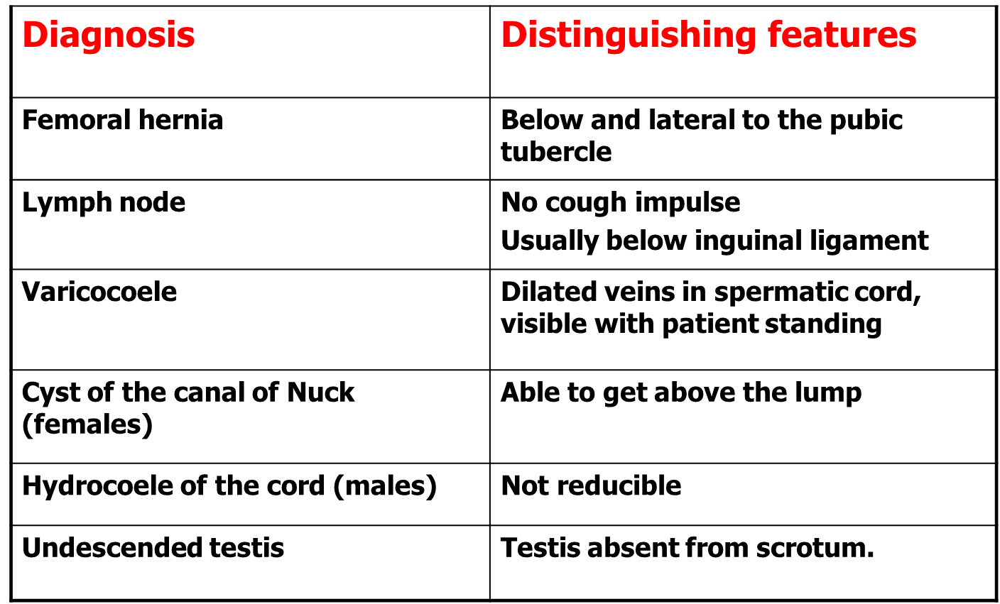 Diagnosis
Distinguishing features
Femoral hernia
Below and lateral to the pubic
tubercle
Lymph node
No cough impulse
Usually below inguinal ligament
Varicocoele
Dilated veins in spermatic cord,
visible with patient standing
Cyst of the canal of Nuck
(females)
Able to get above the lump
Hydrocoele of the cord (males)
Not reducible
Undescended testis
Testis absent from scrotum.